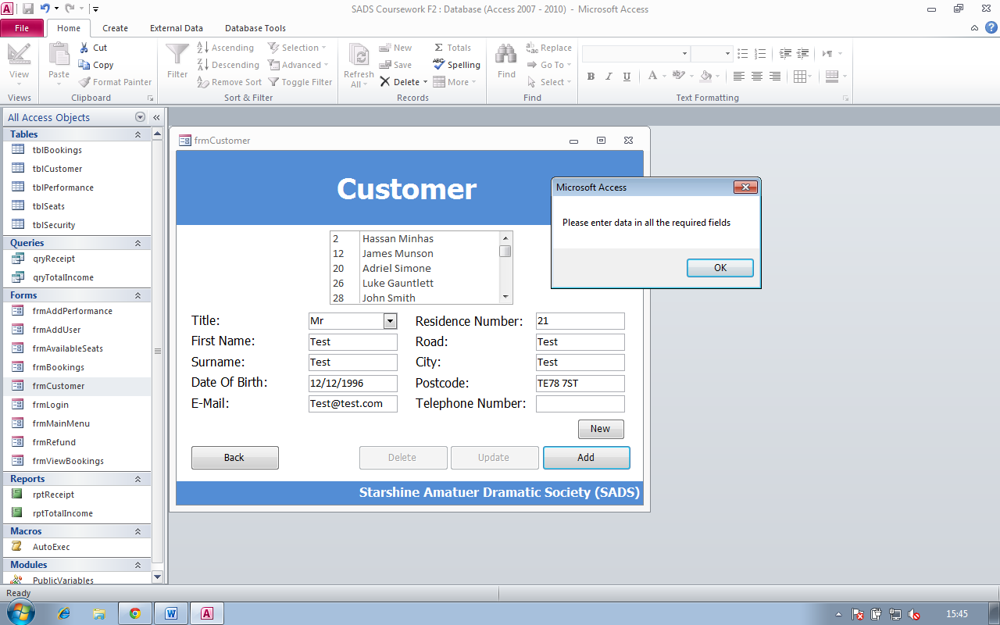 SADS Coursework F2 : Database (Access 2007 - 2010) - Microsoft Access
File Home Create External Data Database Tools
View
Views
Paste
Cut
Copy
Format Painter
Clipboard
Filter
Ascending
Descending
Remove Sort
Selection
Advanced
Toggle Filter
Sort & Filter
Refresh All
New
Save
Delete
Totals
Spelling
More
Records
Find
Replace
Go To
Select
Find
B I U A ab
Text Formatting
All Access Objects
Tables
tblBookings
tblCustomer
tblPerformance
tblSeats
tblSecurity
Queries
qryReceipt
qryTotalIncome
Forms
frmAddPerformance
frmAddUser
frmAvailableSeats
frmBookings
frmCustomer
frmLogin
frmMainMenu
frmRefund
frmViewBookings
Reports
rptReceipt
rptTotalIncome
Macros
AutoExec
Modules
PublicVariables
frmCustomer
Customer
2 Hassan Minhas
12 James Munson
20 Adriel Simone
26 Luke Gauntlett
28 John Smith
Title: Mr
First Name: Test
Surname: Test
Date Of Birth: 12/12/1996
E-Mail: Test@test.com
Residence Number: 21
Road: Test
City: Test
Postcode: TE78 7ST
Telephone Number:
New
Back Delete Update Add
Starshine Amatuer Dramatic Society (SADS)
Microsoft Access
Please enter data in all the required fields
OK
Ready
15:45